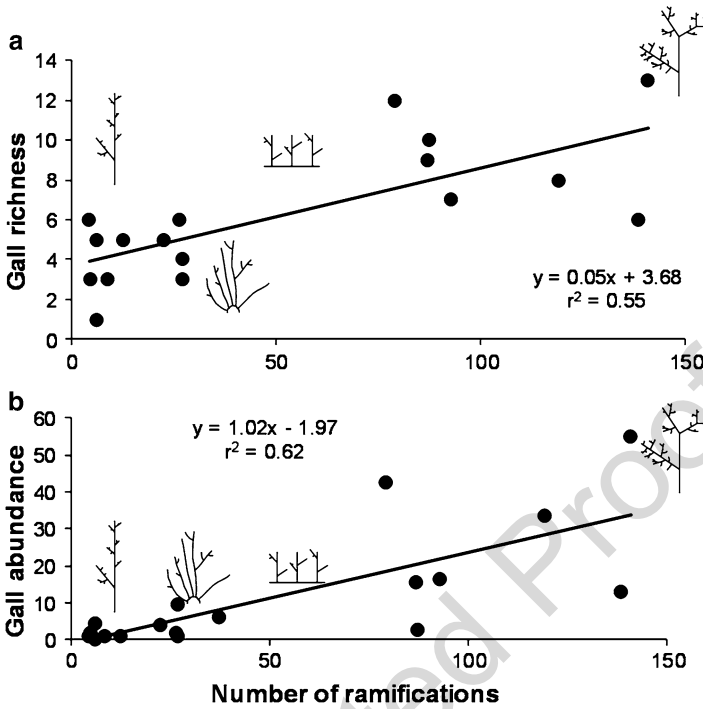 a
Gall richness
14
12
10
8
6
4
2
0
y = 0.05x + 3.68
r² = 0.55
0 50 100 150
b
Gall abundance
60
50
40
30
20
10
0
y = 1.02x - 1.97
r² = 0.62
0 50 100 150
Number of ramifications
ted Proof